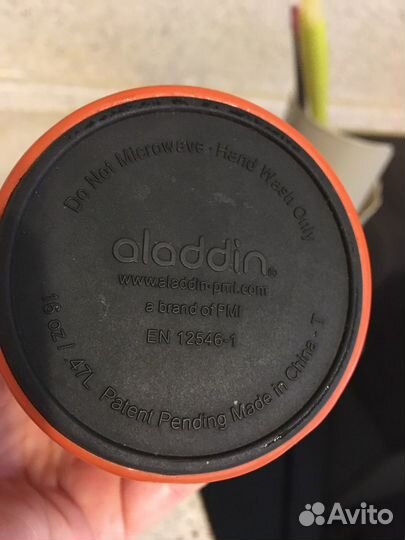 Do Not Microwave · Hand Wash Only
aladdin®
www.aladdin-pmi.com
a brand of PMI
EN 12546-1
16 oz / .47L Patent Pending Made in China - T
Avito